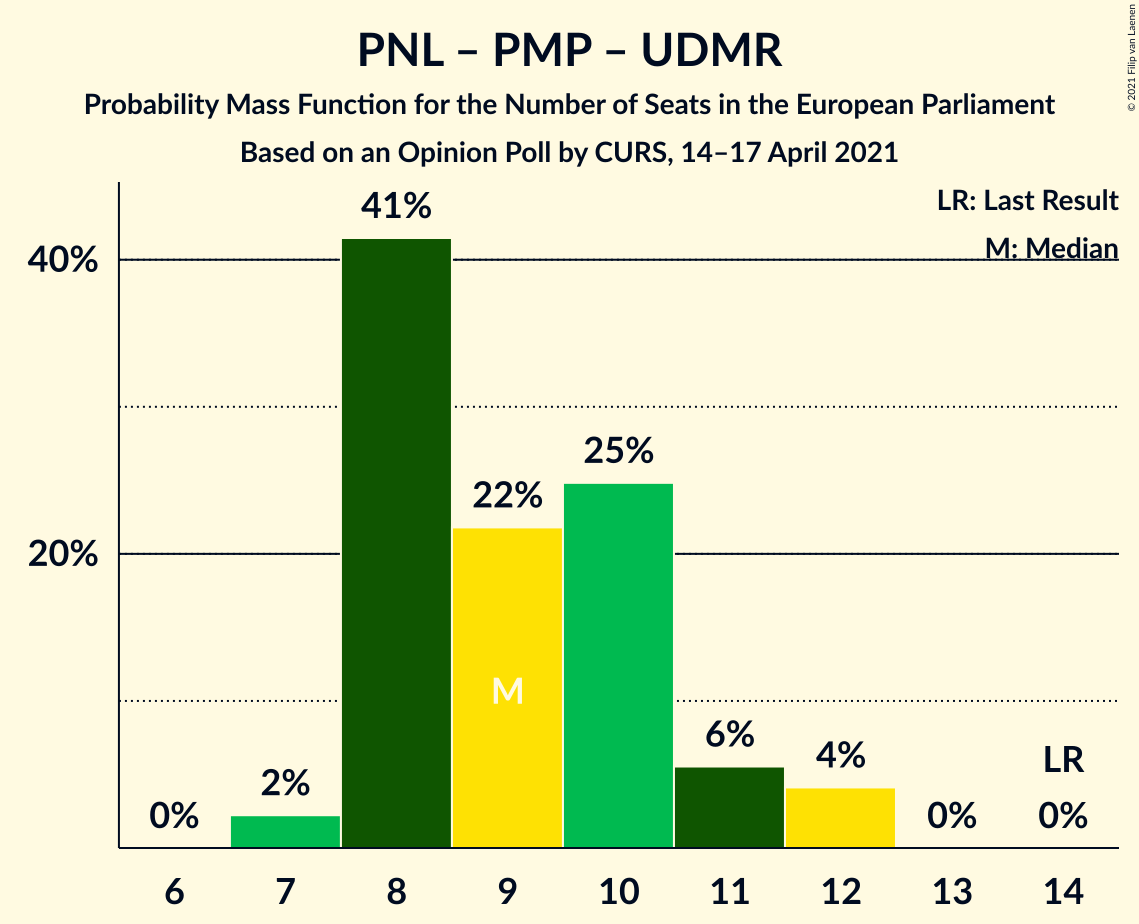 PNL – PMP – UDMR
Probability Mass Function for the Number of Seats in the European Parliament
Based on an Opinion Poll by CURS, 14–17 April 2021
© 2021 Filip van Laenen
LR: Last Result
M: Median
40%
20%
0%
2%
41%
22%
25%
6%
4%
0%
LR
0%
M
6 7 8 9 10 11 12 13 14